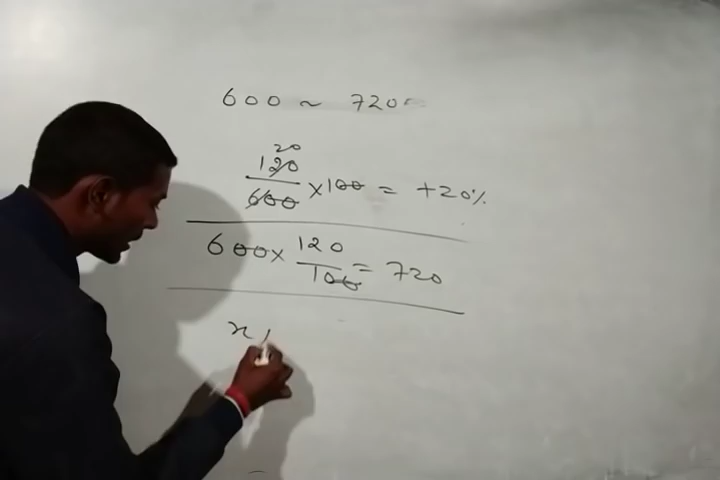 600 ~ 720
20
120/600 × 100 = +20%
600 × 120/100 = 720
x